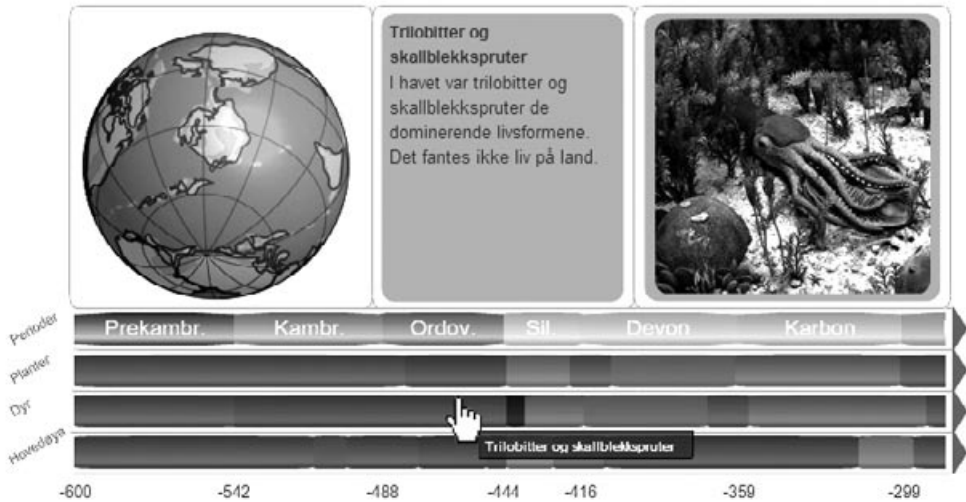 Trilobitter og
skallblekkspruter
I havet var trilobitter og
skallblekkspruter de
dominerende livsformene.
Det fantes ikke liv på land.
Perioder
Prekambr. Kambr. Ordov. Sil. Devon Karbon
Planter
Dyr
Hovedøya
Trilobitter og skallblekkspruter
-600 -542 -488 -444 -416 -359 -299